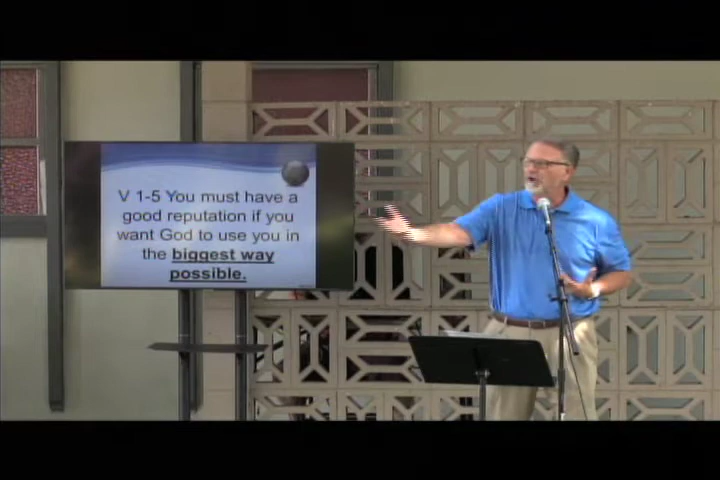 V 1-5 You must have a
good reputation if you
want God to use you in
the biggest way
possible.